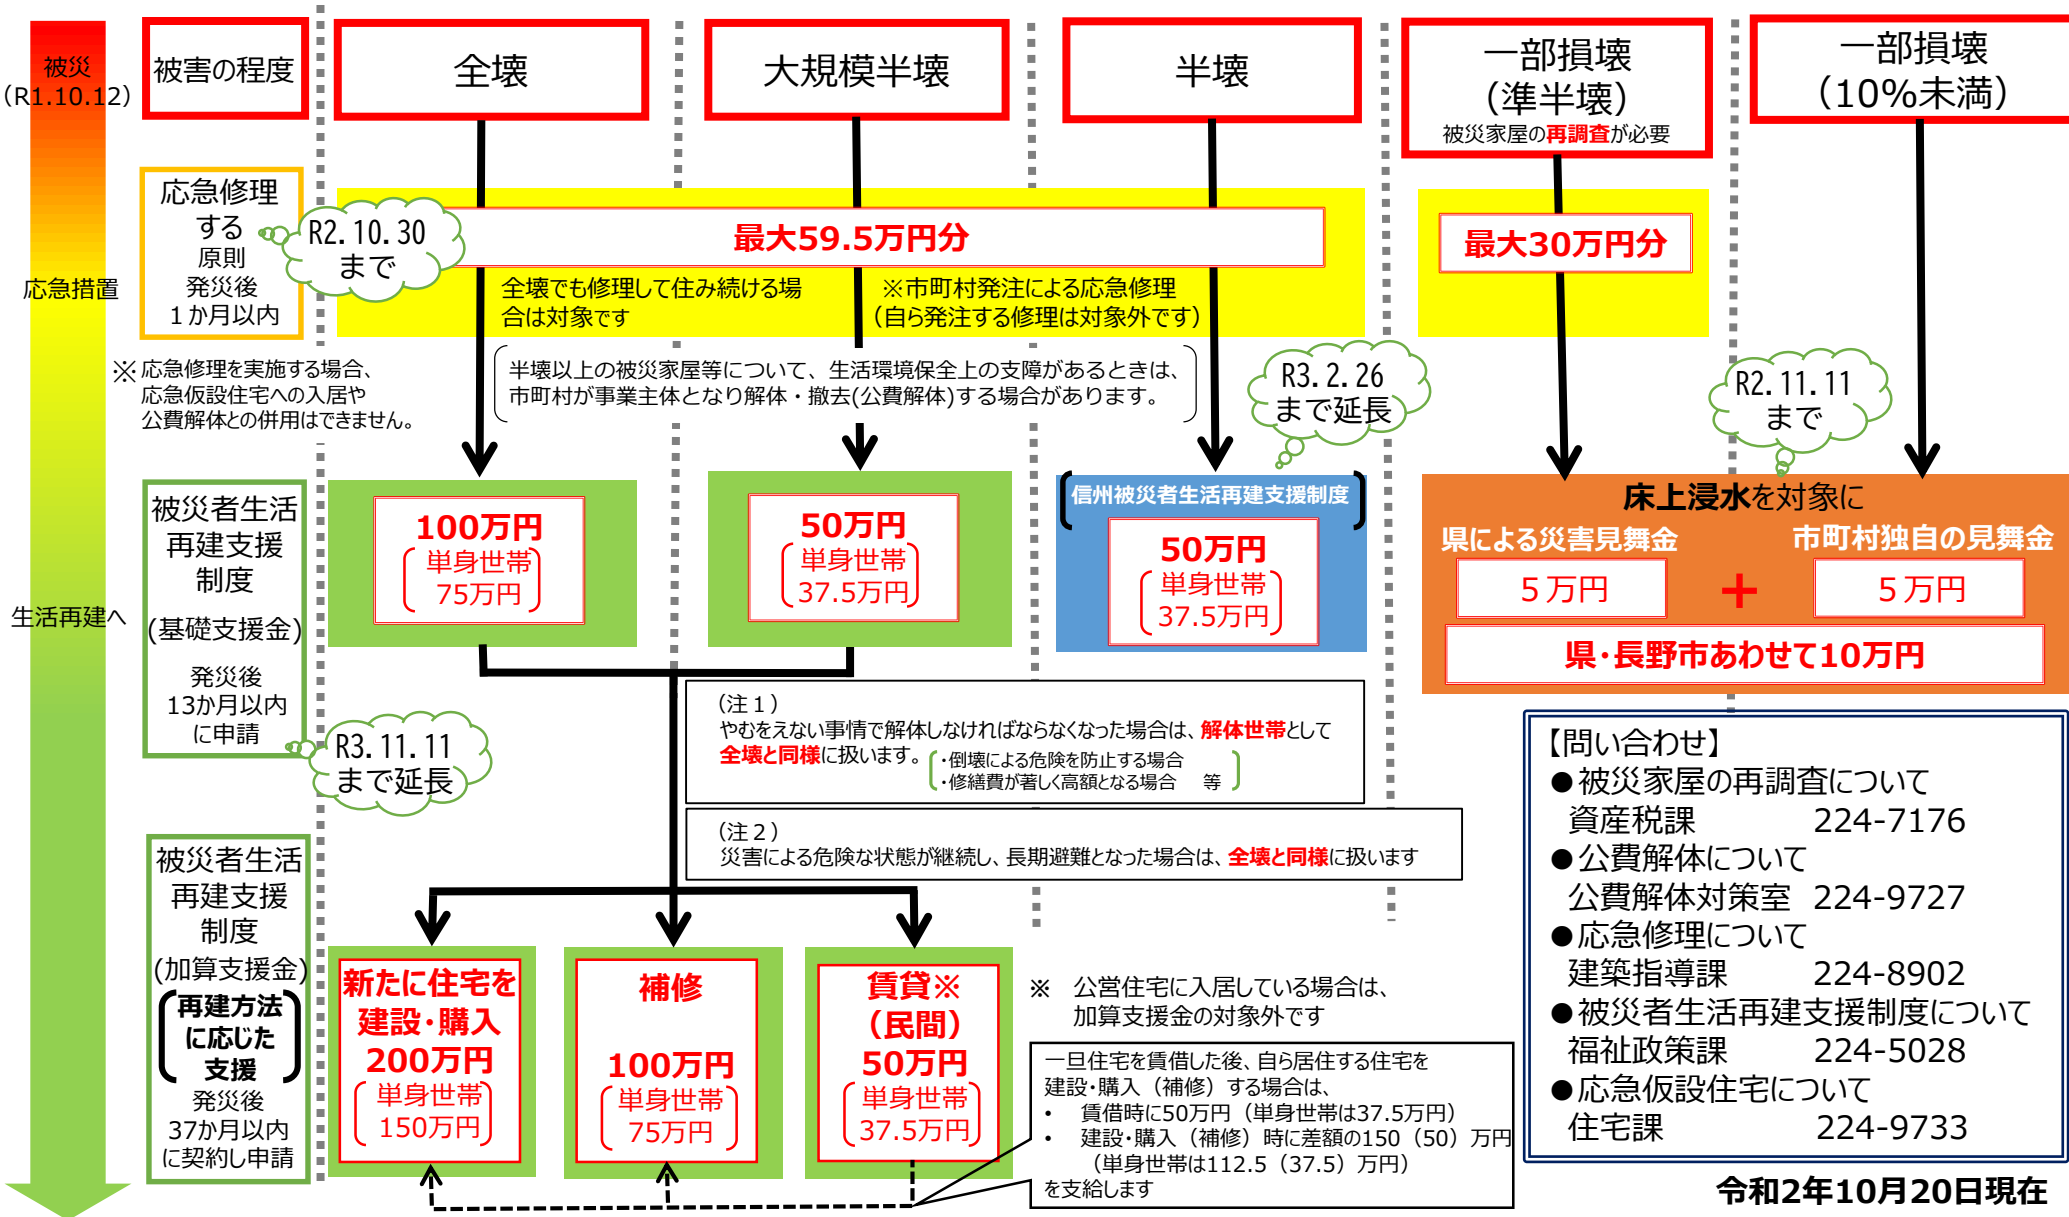 被災
（R1.10.12）
応急措置
生活再建へ
被害の程度
全壊
大規模半壊
半壊
一部損壊
（準半壊）
被災家屋の再調査が必要
一部損壊
（10％未満）
応急修理
する
原則
発災後
１か月以内
R2.10.30
まで
最大59.5万円分
全壊でも修理して住み続ける場
合は対象です
※市町村発注による応急修理
（自ら発注する修理は対象外です）
最大30万円分
※ 応急修理を実施する場合、
応急仮設住宅への入居や
公費解体との併用はできません。
半壊以上の被災家屋等について、生活環境保全上の支障があるときは、
市町村が事業主体となり解体・撤去(公費解体)する場合があります。
R3.2.26
まで延長
R2.11.11
まで
被災者生活
再建支援
制度
(基礎支援金)
発災後
13か月以内
に申請
R3.11.11
まで延長
100万円
単身世帯
75万円
50万円
単身世帯
37.5万円
信州被災者生活再建支援制度
50万円
単身世帯
37.5万円
床上浸水を対象に
県による災害見舞金
市町村独自の見舞金
５万円
＋
５万円
県・長野市あわせて10万円
（注１）
やむをえない事情で解体しなければならなくなった場合は、解体世帯として
全壊と同様に扱います。
・倒壊による危険を防止する場合
・修繕費が著しく高額となる場合　等
（注２）
災害による危険な状態が継続し、長期避難となった場合は、全壊と同様に扱います
被災者生活
再建支援
制度
(加算支援金)
再建方法
に応じた
支援
発災後
37か月以内
に契約し申請
新たに住宅を
建設・購入
200万円
単身世帯
150万円
補修
100万円
単身世帯
75万円
賃貸※
（民間）
50万円
単身世帯
37.5万円
※　公営住宅に入居している場合は、
加算支援金の対象外です
一旦住宅を賃借した後、自ら居住する住宅を
建設・購入（補修）する場合は、
・　賃借時に50万円（単身世帯は37.5万円）
・　建設・購入（補修）時に差額の150（50）万円
（単身世帯は112.5（37.5）万円）
を支給します
【問い合わせ】
●被災家屋の再調査について
資産税課　224-7176
●公費解体について
公費解体対策室　224-9727
●応急修理について
建築指導課　224-8902
●被災者生活再建支援制度について
福祉政策課　224-5028
●応急仮設住宅について
住宅課　224-9733
令和2年10月20日現在